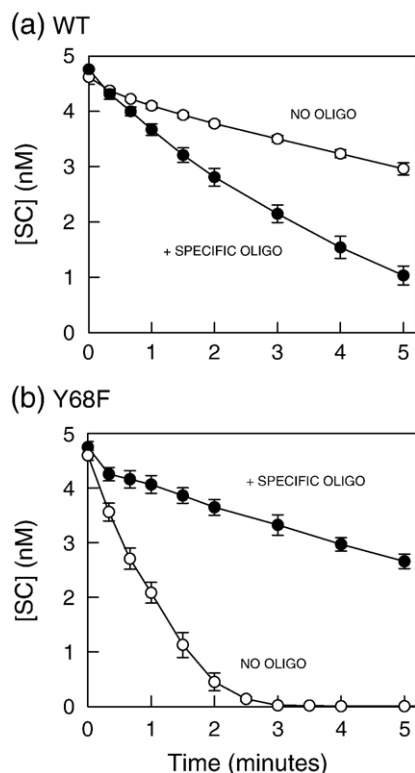 (a) WT
5
4
3
2
1
0
[SC] (nM)
NO OLIGO
+ SPECIFIC OLIGO
0 1 2 3 4 5
(b) Y68F
5
4
3
2
1
0
[SC] (nM)
+ SPECIFIC OLIGO
NO OLIGO
0 1 2 3 4 5
Time (minutes)